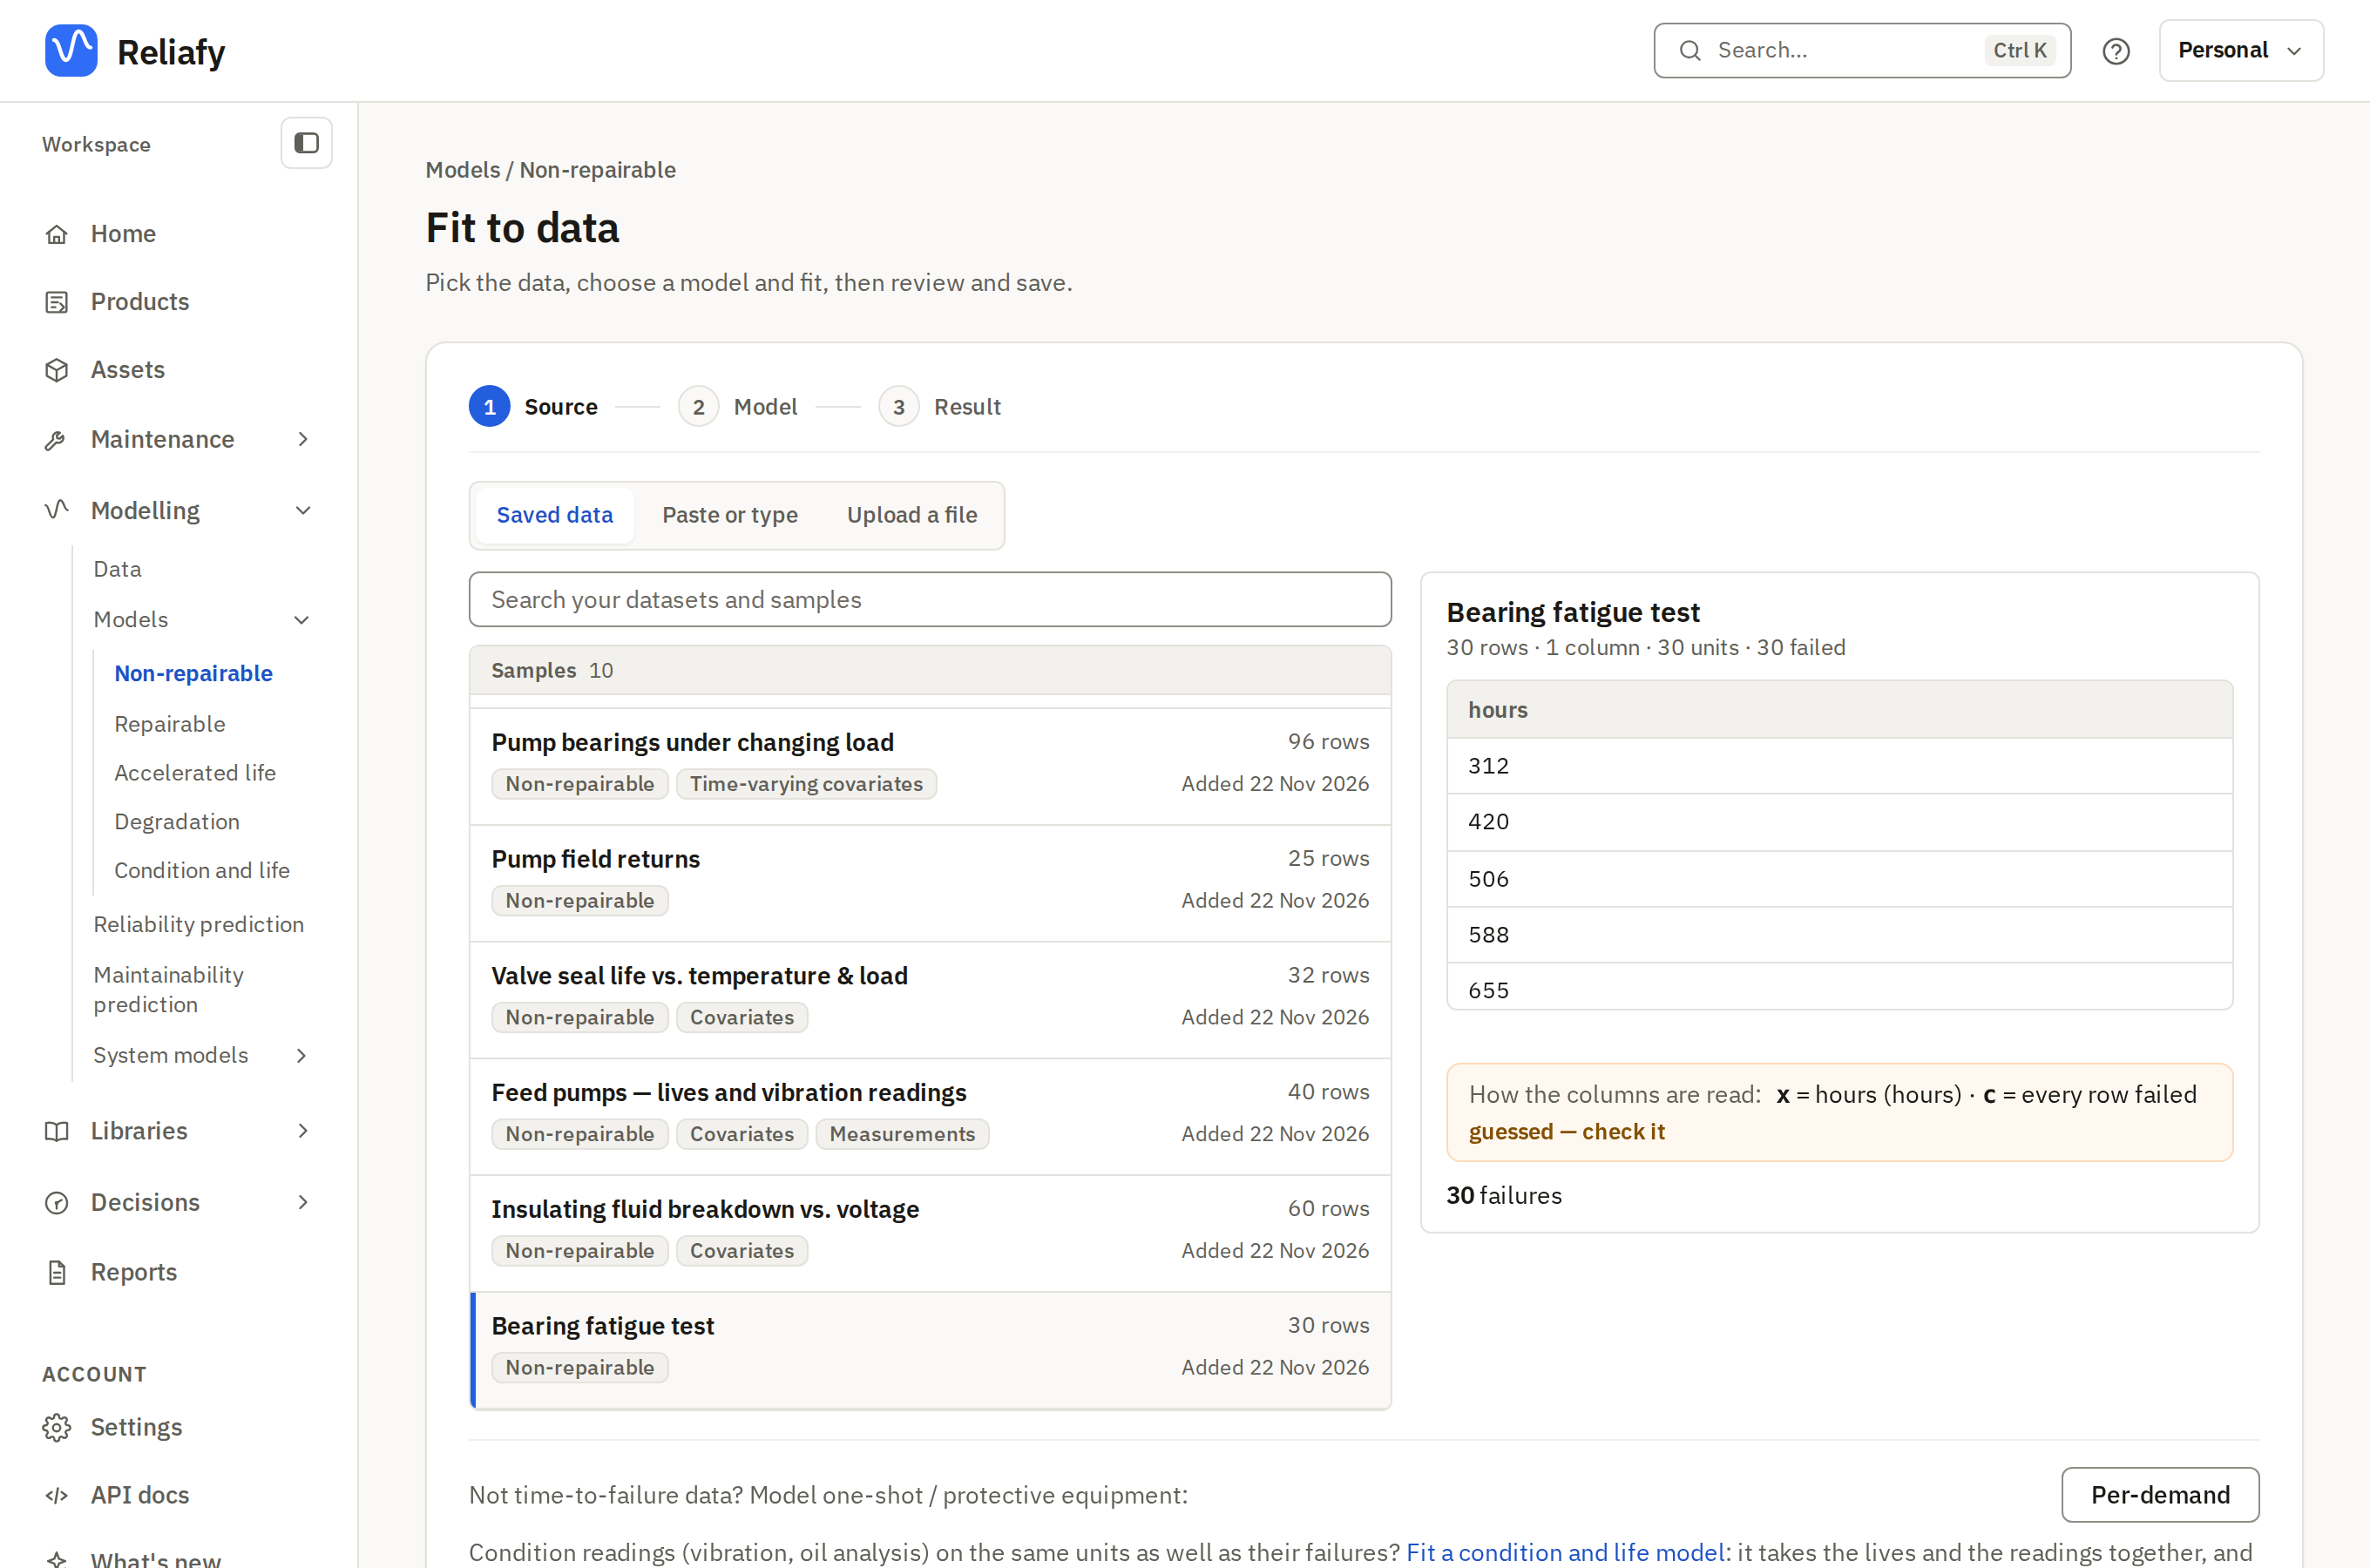 Reliafy
Search...
Ctrl K
Personal
Workspace
Home
Products
Assets
Maintenance
Modelling
Data
Models
Non-repairable
Repairable
Accelerated life
Degradation
Condition and life
Reliability prediction
Maintainability
prediction
System models
Libraries
Decisions
Reports
ACCOUNT
Settings
API docs
What's new
Models / Non-repairable
Fit to data
Pick the data, choose a model and fit, then review and save.
1 Source
2 Model
3 Result
Saved data
Paste or type
Upload a file
Search your datasets and samples
Samples 10
Pump bearings under changing load 96 rows
Non-repairable Time-varying covariates Added 22 Nov 2026
Pump field returns 25 rows
Non-repairable Added 22 Nov 2026
Valve seal life vs. temperature & load 32 rows
Non-repairable Covariates Added 22 Nov 2026
Feed pumps — lives and vibration readings 40 rows
Non-repairable Covariates Measurements Added 22 Nov 2026
Insulating fluid breakdown vs. voltage 60 rows
Non-repairable Covariates Added 22 Nov 2026
Bearing fatigue test 30 rows
Non-repairable Added 22 Nov 2026
Bearing fatigue test
30 rows · 1 column · 30 units · 30 failed
hours
312
420
506
588
655
How the columns are read: x = hours (hours) · c = every row failed
guessed — check it
30 failures
Not time-to-failure data? Model one-shot / protective equipment:
Per-demand
Condition readings (vibration, oil analysis) on the same units as well as their failures? Fit a condition and life model: it takes the lives and the readings together, and